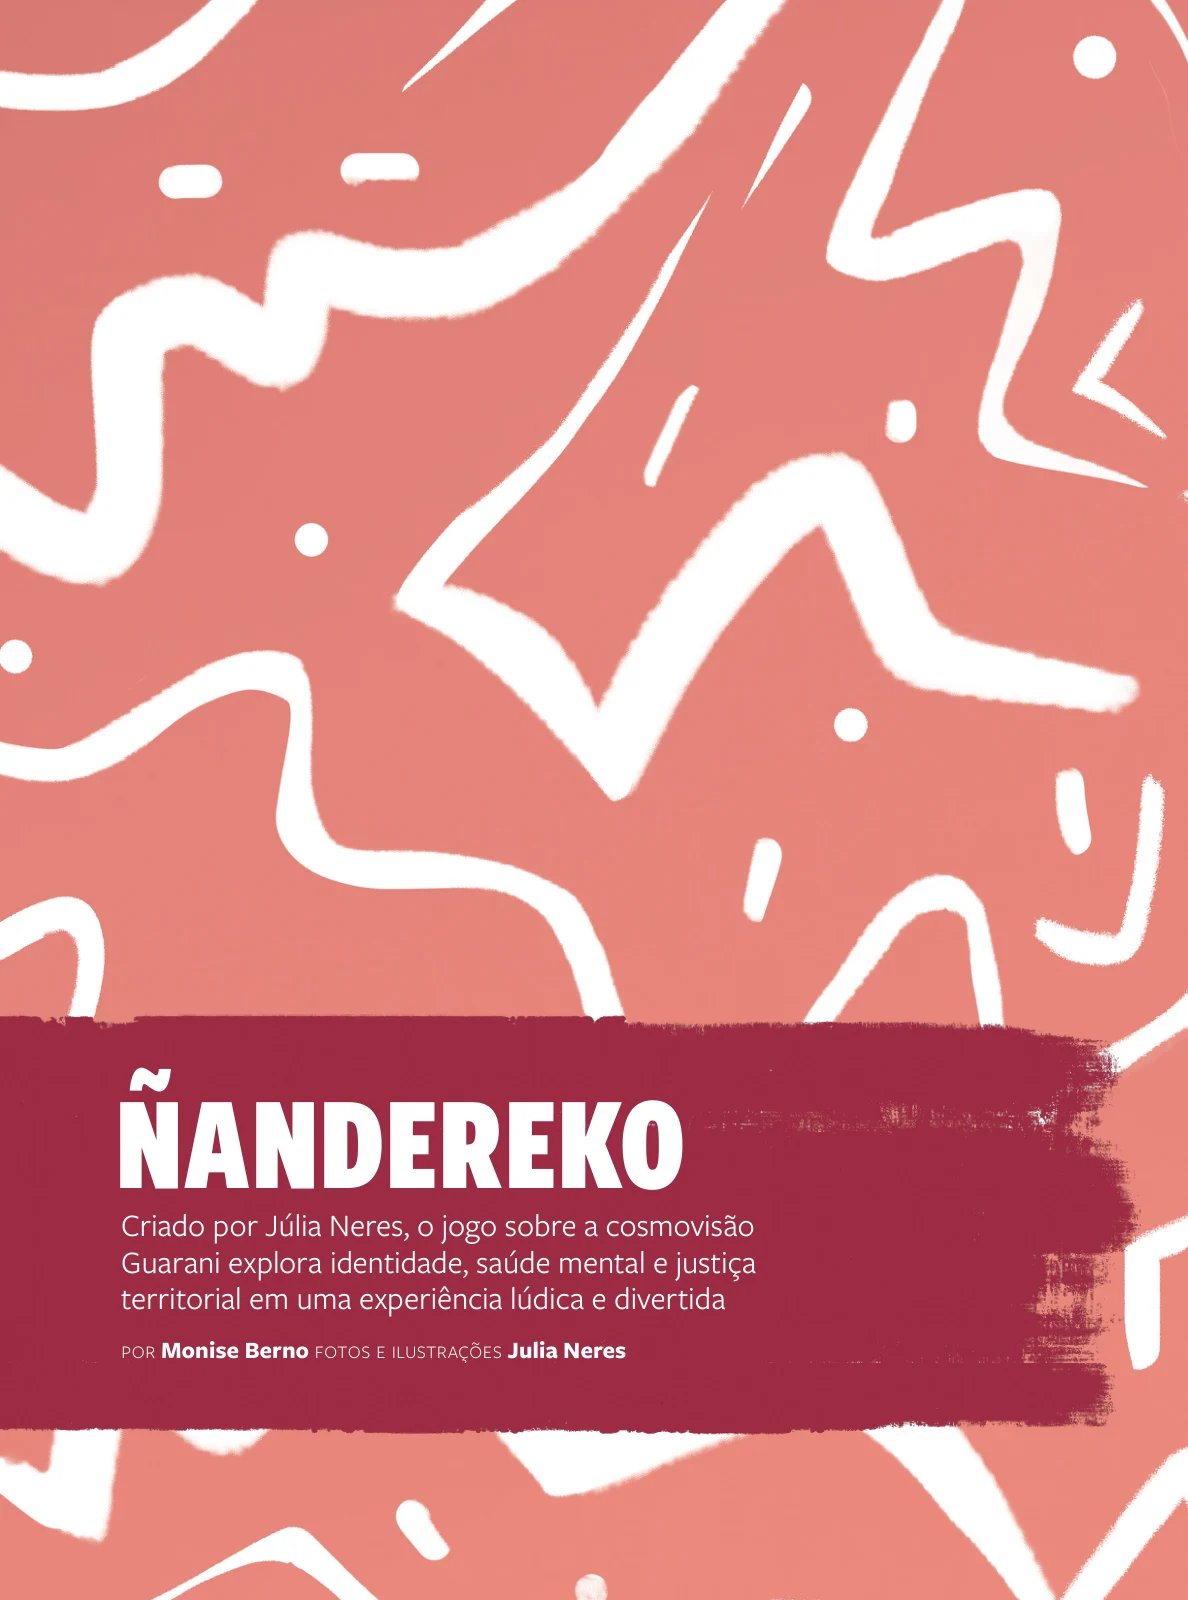 ÑANDEREKO
Criado por Júlia Neres, o jogo sobre a cosmovisão
Guarani explora identidade, saúde mental e justiça
territorial em uma experiência lúdica e divertida
POR Monise Berno FOTOS E ILUSTRAÇÕES Julia Neres